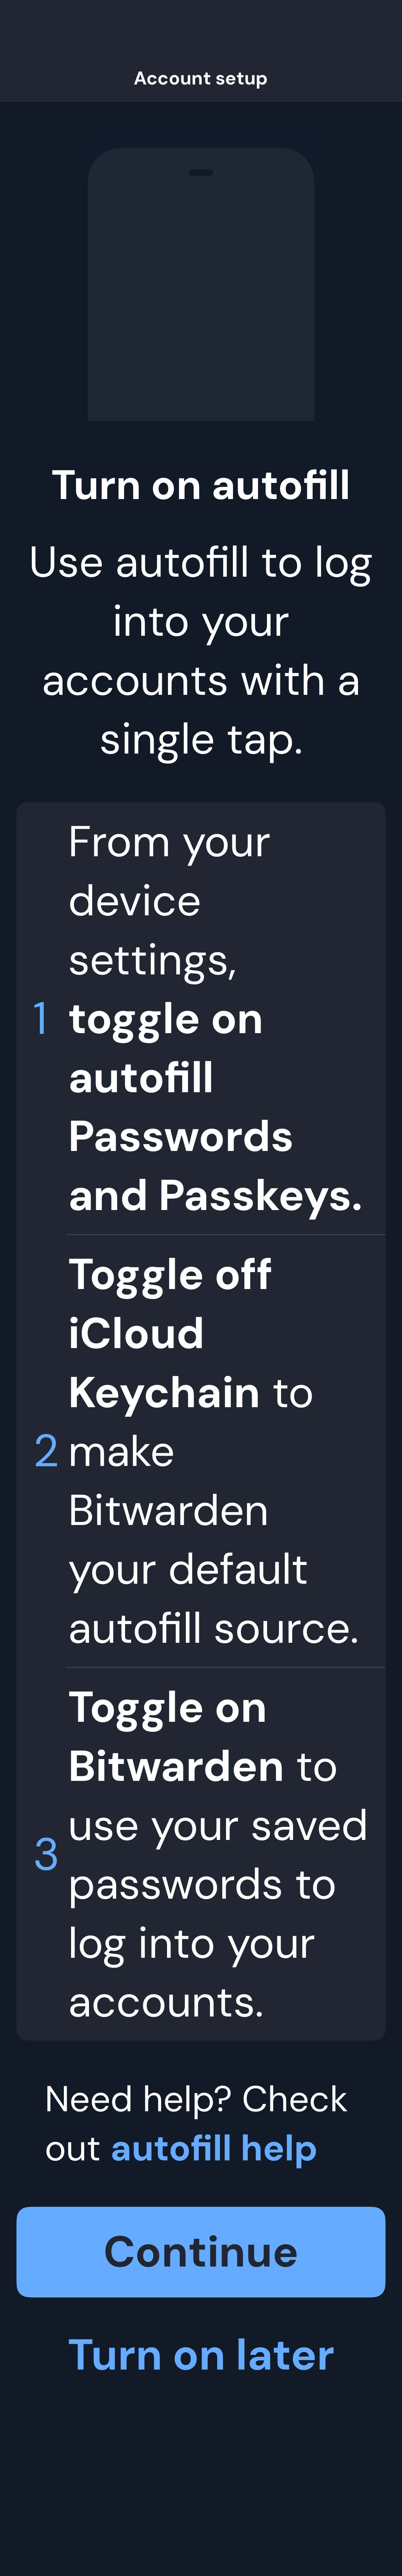 Account setup
Turn on autofill
Use autofill to log
into your
accounts with a
single tap.
From your
device
settings,
1 toggle on
autofill
Passwords
and Passkeys.
Toggle off
iCloud
Keychain to
2 make
Bitwarden
your default
autofill source.
Toggle on
Bitwarden to
use your saved
3 passwords to
log into your
accounts.
Need help? Check
out autofill help
Continue
Turn on later